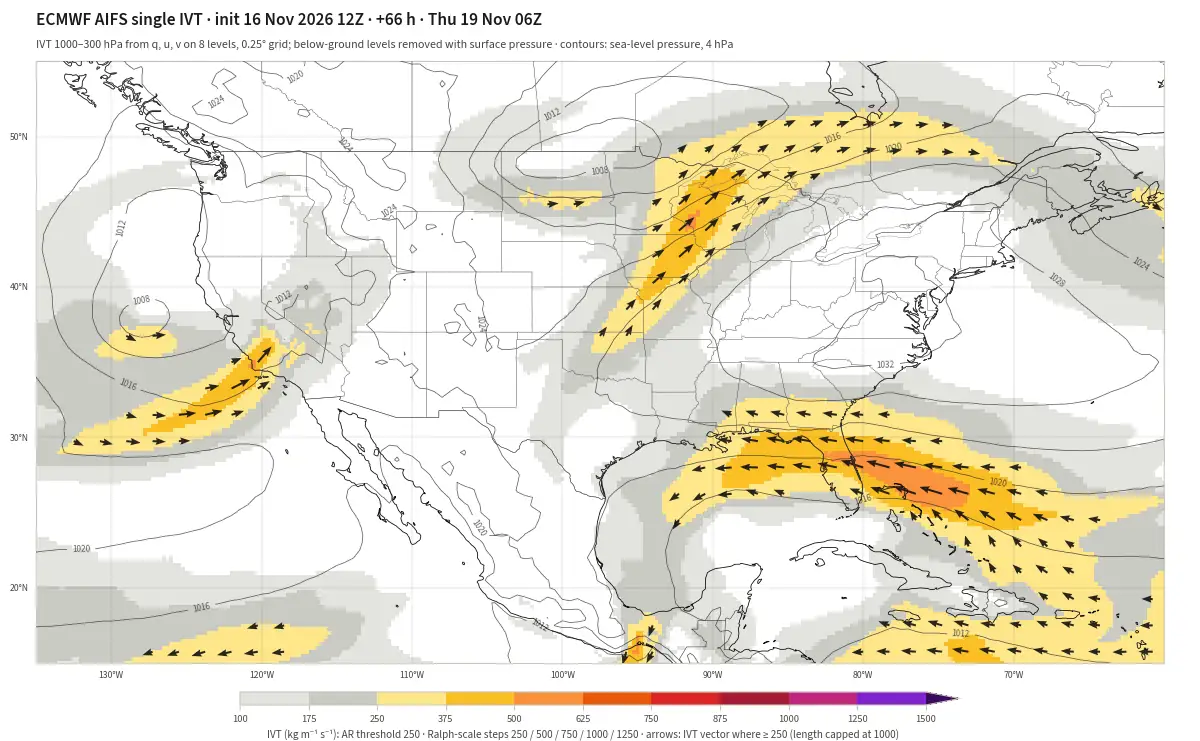 ECMWF AIFS single IVT · init 16 Nov 2026 12Z · +66 h · Thu 19 Nov 06Z
IVT 1000–300 hPa from q, u, v on 8 levels, 0.25° grid; below-ground levels removed with surface pressure · contours: sea-level pressure, 4 hPa
1020
1024
1012
50°N
1024
1016
1020
1008
1024
1012
1024
1028
40°N
1012
1008
1024
1032
1016
30°N
1020
1016
1020
1020
20°N
1016
1012
1012
130°W 120°W 110°W 100°W 90°W 80°W 70°W
100 175 250 375 500 625 750 875 1000 1250 1500
IVT (kg m⁻¹ s⁻¹): AR threshold 250 · Ralph-scale steps 250 / 500 / 750 / 1000 / 1250 · arrows: IVT vector where ≥ 250 (length capped at 1000)